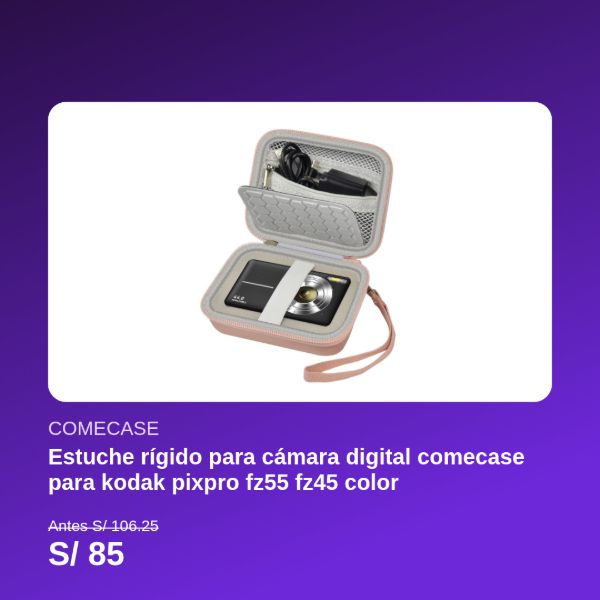 COMECASE
Estuche rígido para cámara digital comecase
para kodak pixpro fz55 fz45 color
Antes S/ 106.25
S/ 85